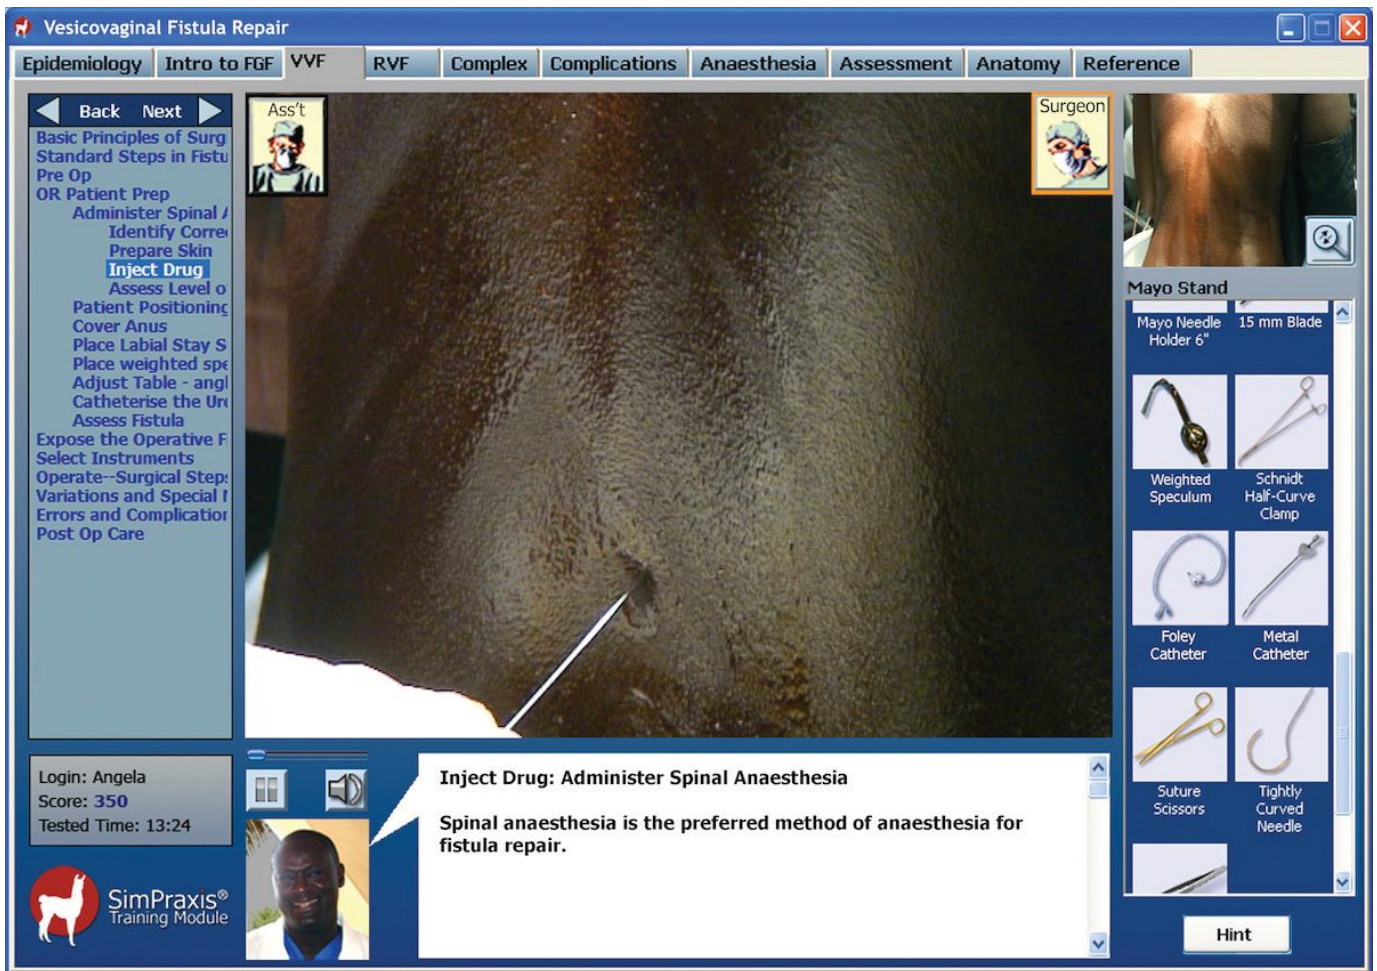 Vesicovaginal Fistula Repair
Epidemiology Intro to FGF VVF RVF Complex Complications Anaesthesia Assessment Anatomy Reference
Back Next
Basic Principles of Surg
Standard Steps in Fistu
Pre Op
OR Patient Prep
Administer Spinal A
Identify Corre
Prepare Skin
Inject Drug
Assess Level o
Patient Positioning
Cover Anus
Place Labial Stay S
Place weighted spe
Adjust Table - angl
Catheterise the Ure
Assess Fistula
Expose the Operative F
Select Instruments
Operate--Surgical Steps
Variations and Special
Errors and Complication
Post Op Care
Ass't
Surgeon
Mayo Stand
Mayo Needle
Holder 6"
15 mm Blade
Weighted
Speculum
Schnidt
Half-Curve
Clamp
Foley
Catheter
Metal
Catheter
Suture
Scissors
Tightly
Curved
Needle
Hint
Login: Angela
Score: 350
Tested Time: 13:24
SimPraxis®
Training Module
Inject Drug: Administer Spinal Anaesthesia
Spinal anaesthesia is the preferred method of anaesthesia for
fistula repair.